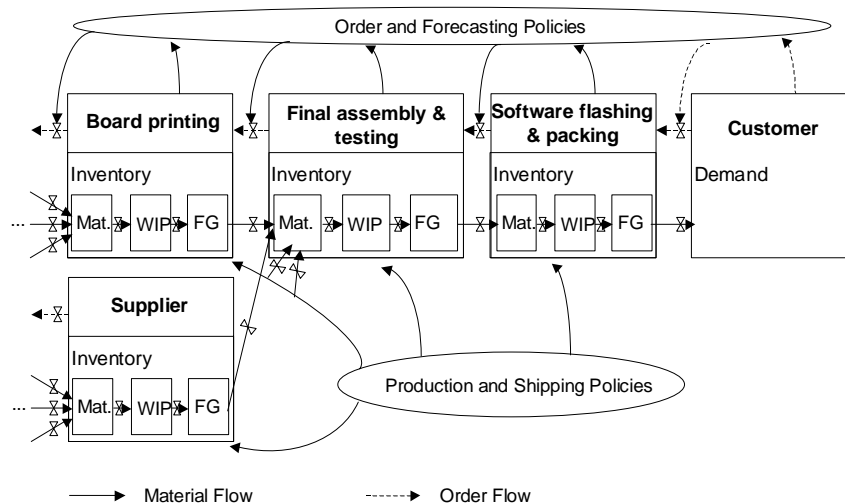 Order and Forecasting Policies
Board printing
Final assembly &
testing
Software flashing
& packing
Customer
Inventory
Inventory
Inventory
Demand
Mat.
WIP
FG
Mat.
WIP
FG
Mat.
WIP
FG
...
Supplier
Inventory
Mat.
WIP
FG
...
Production and Shipping Policies
Material Flow
Order Flow